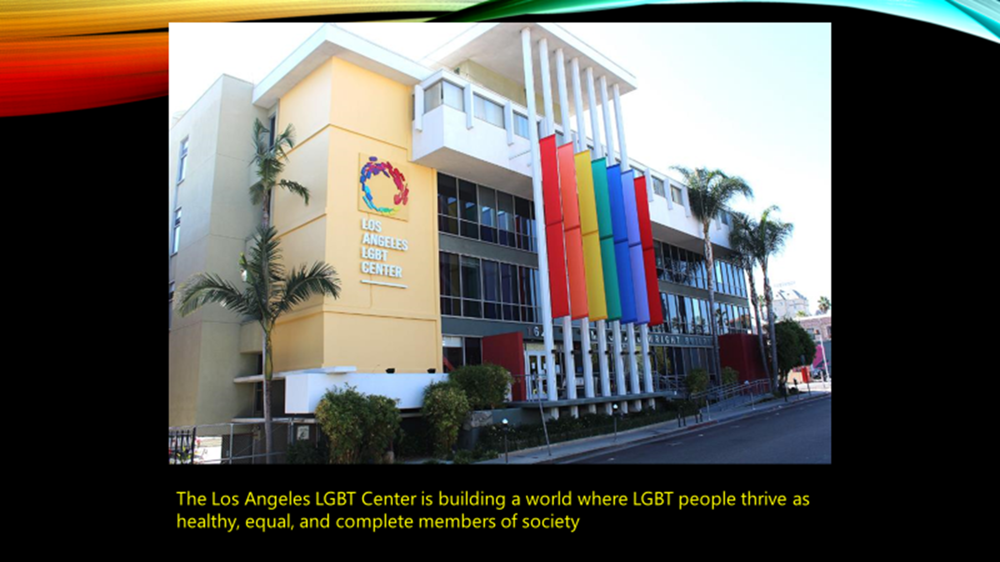 LOS
ANGELES
LGBT
CENTER
The Los Angeles LGBT Center is building a world where LGBT people thrive as
healthy, equal, and complete members of society